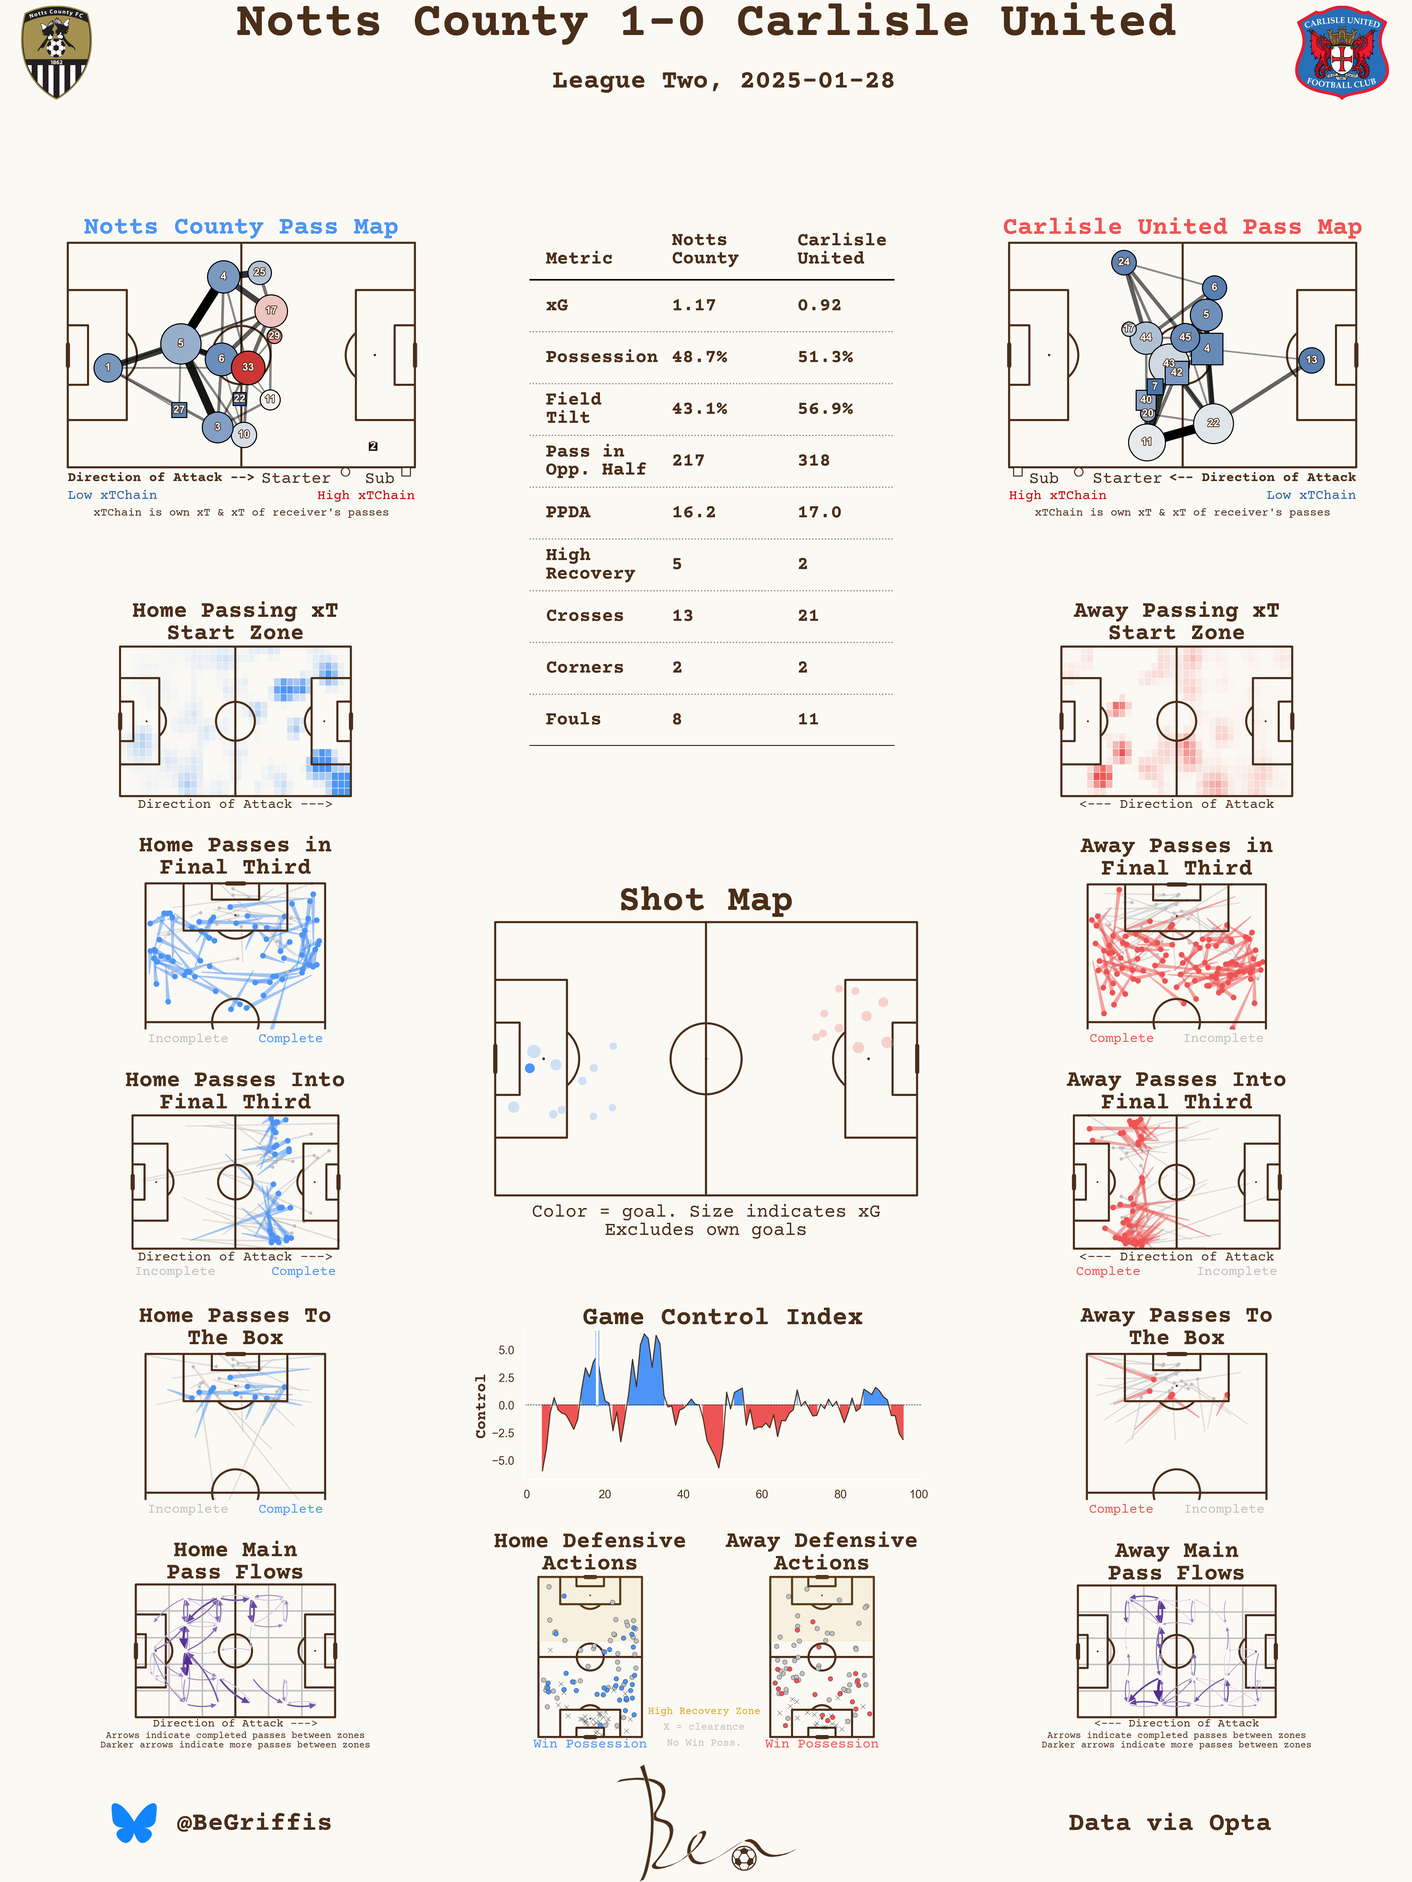 Notts County 1-0 Carlisle United
League Two, 2025-01-28
Notts County FC
1862
CARLISLE UNITED
FOOTBALL CLUB
Notts County Pass Map
4
25
17
5
29
1
6
33
27
22
11
3
10
2
Direction of Attack --> Starter Sub
Low xTChain High xTChain
xTChain is own xT & xT of receiver's passes
Metric Notts County Carlisle United
xG 1.17 0.92
Possession 48.7% 51.3%
Field Tilt 43.1% 56.9%
Pass in Opp. Half 217 318
PPDA 16.2 17.0
High Recovery 5 2
Crosses 13 21
Corners 2 2
Fouls 8 11
Carlisle United Pass Map
24
6
5
17
44
45
4
43
42
13
7
40
20
11
22
Sub Starter <-- Direction of Attack
High xTChain Low xTChain
xTChain is own xT & xT of receiver's passes
Home Passing xT
Start Zone
Direction of Attack --->
Away Passing xT
Start Zone
<--- Direction of Attack
Home Passes in
Final Third
Incomplete Complete
Away Passes in
Final Third
Complete Incomplete
Shot Map
Color = goal. Size indicates xG
Excludes own goals
Home Passes Into
Final Third
Direction of Attack --->
Incomplete Complete
Away Passes Into
Final Third
<--- Direction of Attack
Complete Incomplete
Home Passes To
The Box
Incomplete Complete
Game Control Index
Control
5.0
2.5
0.0
−2.5
−5.0
0 20 40 60 80 100
Away Passes To
The Box
Complete Incomplete
Home Main
Pass Flows
Direction of Attack --->
Arrows indicate completed passes between zones
Darker arrows indicate more passes between zones
Home Defensive
Actions
Win Possession
High Recovery Zone
X = clearance
No Win Poss.
Away Defensive
Actions
Win Possession
Away Main
Pass Flows
<--- Direction of Attack
Arrows indicate completed passes between zones
Darker arrows indicate more passes between zones
@BeGriffis
Ben
Data via Opta